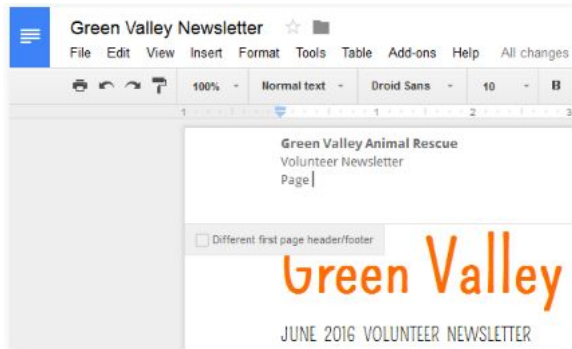 Green Valley Newsletter
File Edit View Insert Format Tools Table Add-ons Help All changes
100% Normal text Droid Sans 10 B
1 1 2 3
Green Valley Animal Rescue
Volunteer Newsletter
Page
Different first page header/footer
Green Valley
JUNE 2016 VOLUNTEER NEWSLETTER